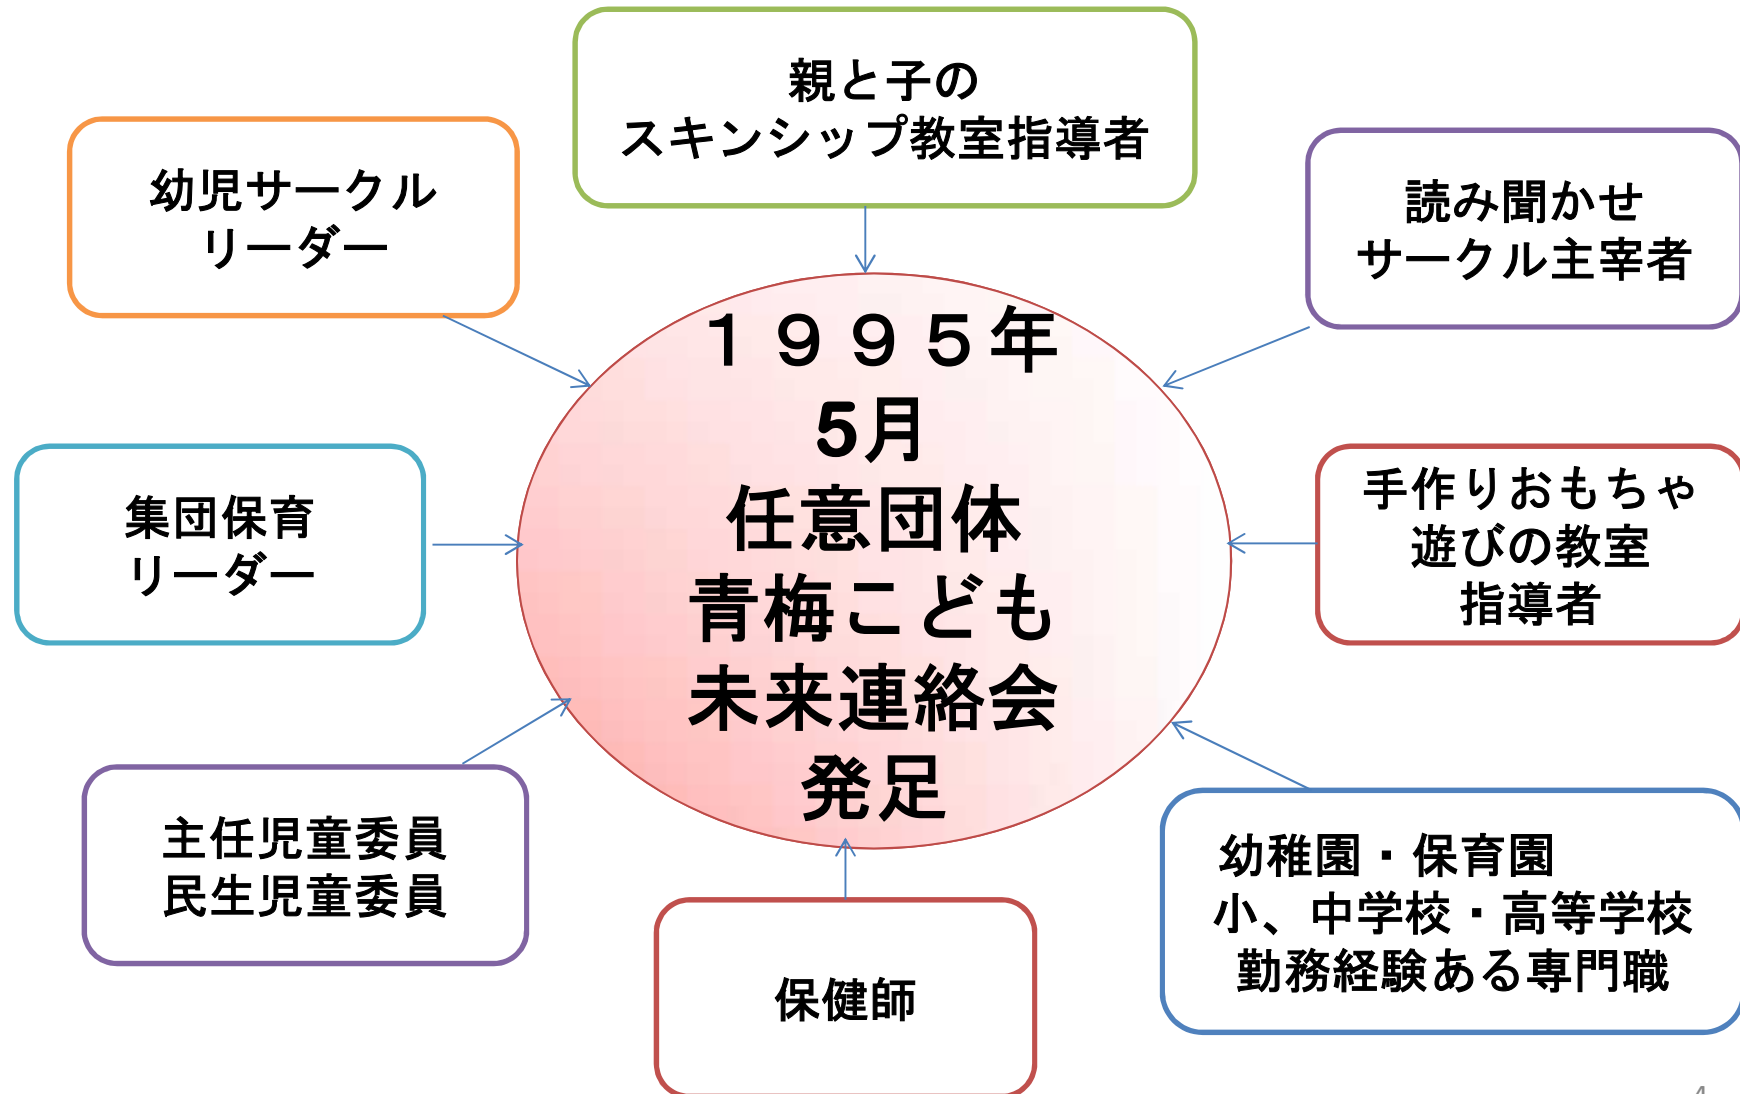 親と子の
スキンシップ教室指導者
幼児サークル
リーダー
読み聞かせ
サークル主宰者
１９９５年
5月
任意団体
青梅こども
未来連絡会
発足
集団保育
リーダー
手作りおもちゃ
遊びの教室
指導者
主任児童委員
民生児童委員
幼稚園・保育園
小、中学校・高等学校
勤務経験ある専門職
保健師
4